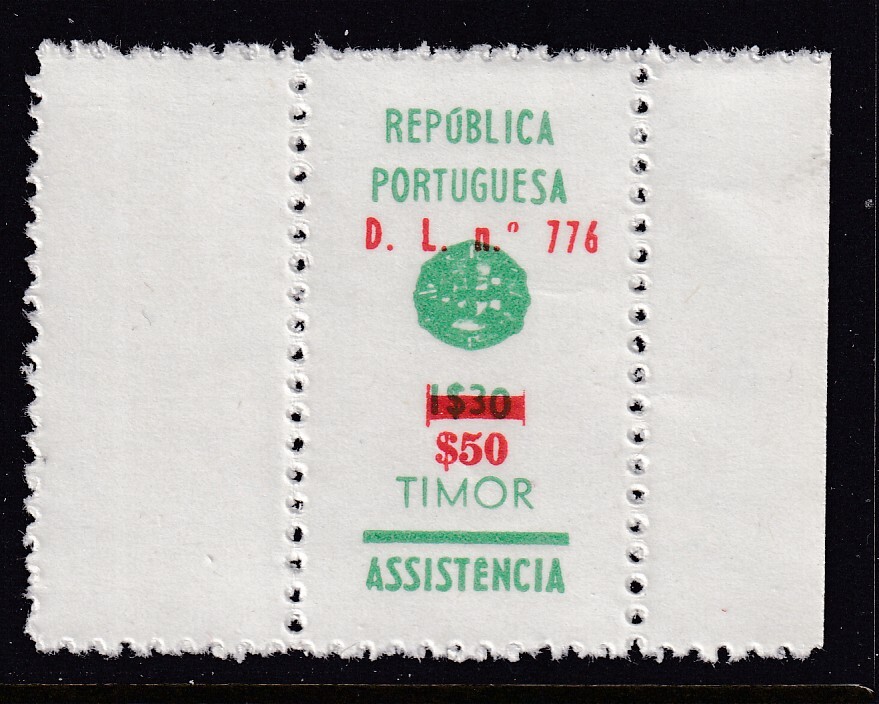 REPÚBLICA
PORTUGUESA
D. L. n.º 776
1$30
$50
TIMOR
ASSISTENCIA